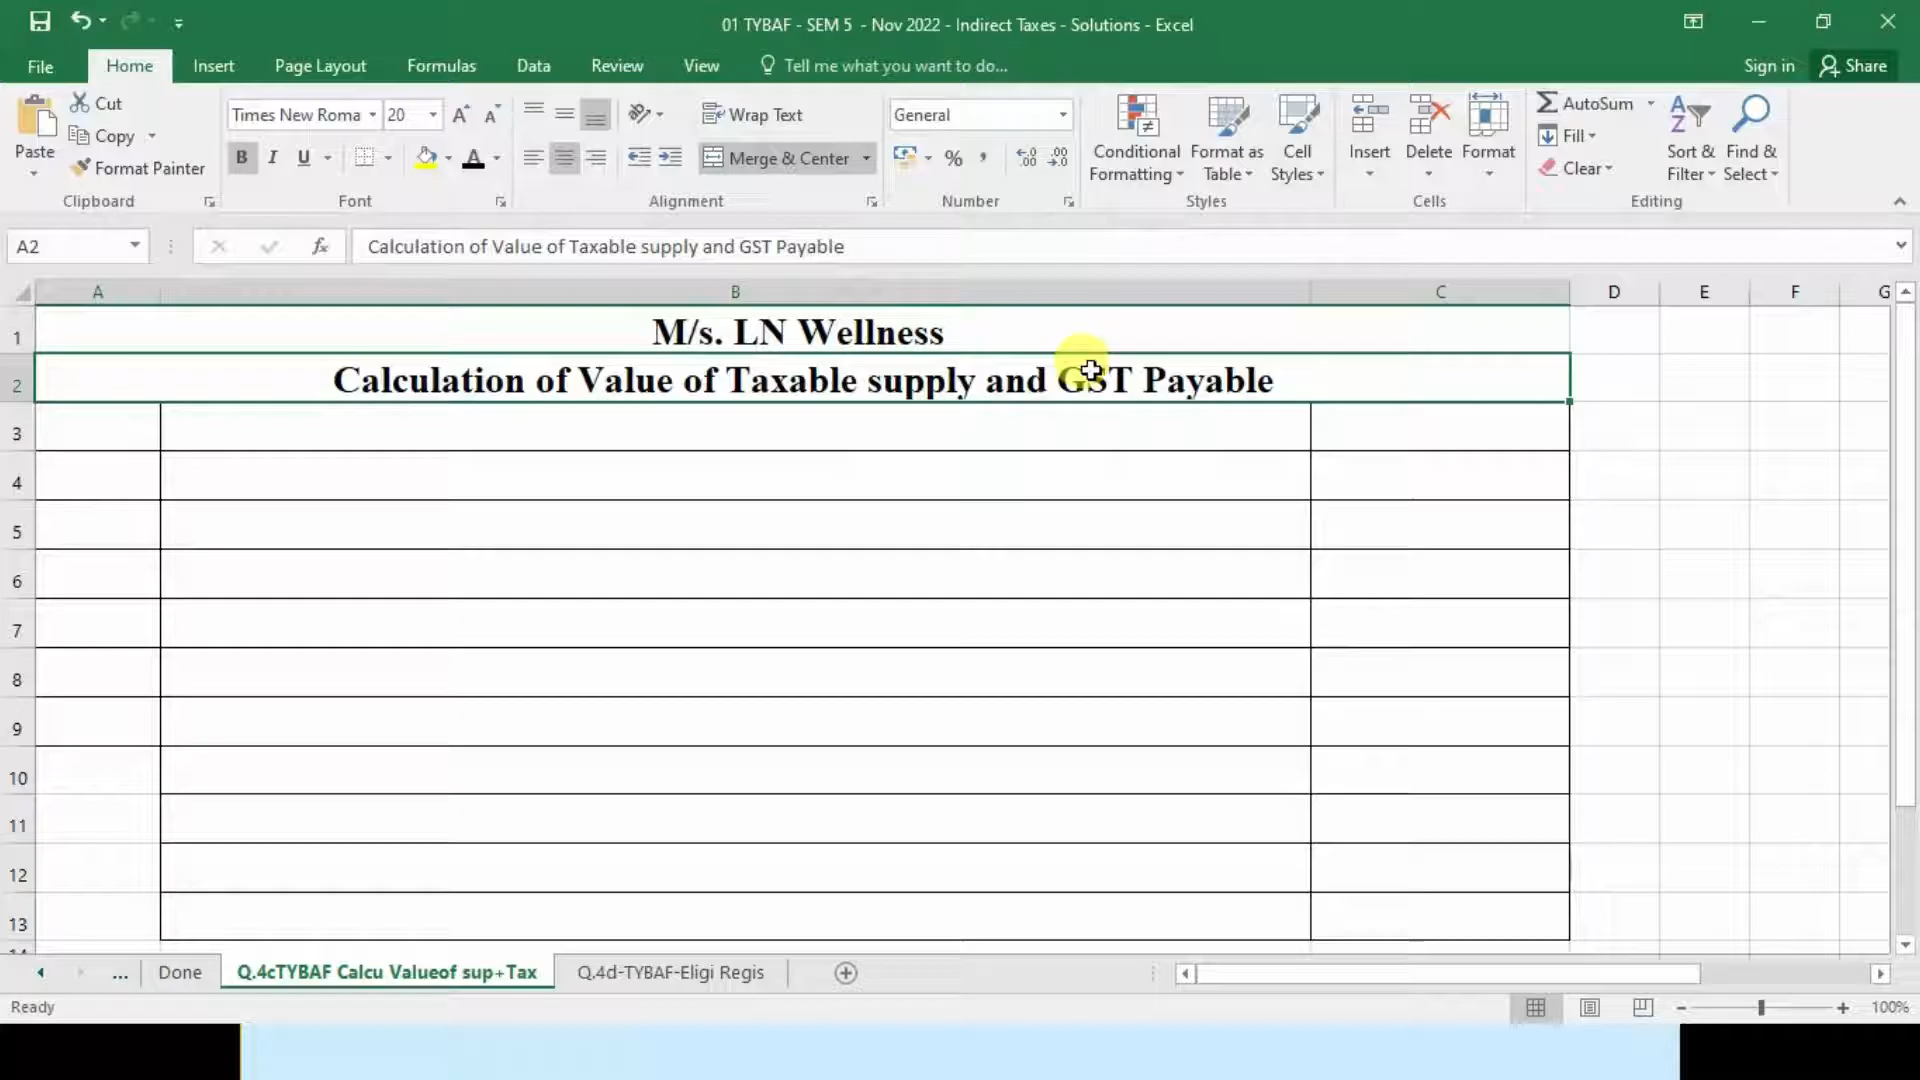 01 TYBAF - SEM 5 - Nov 2022 - Indirect Taxes - Solutions - Excel
File Home Insert Page Layout Formulas Data Review View Tell me what you want to do... Sign in Share
Paste
Cut
Copy
Format Painter
Clipboard
Times New Roma 20
B I U
Font
Wrap Text
Merge & Center
Alignment
General
% , .00 .0
.0 .00
Number
Conditional Formatting
Format as Table
Cell Styles
Styles
Insert Delete Format
Cells
AutoSum
Fill
Clear
Sort & Filter
Find & Select
Editing
A2 fx Calculation of Value of Taxable supply and GST Payable
A B C D E F G
1 M/s. LN Wellness
2 Calculation of Value of Taxable supply and GST Payable
3
4
5
6
7
8
9
10
11
12
13
... Done Q.4cTYBAF Calcu Valueof sup+Tax Q.4d-TYBAF-Eligi Regis
Ready 100%